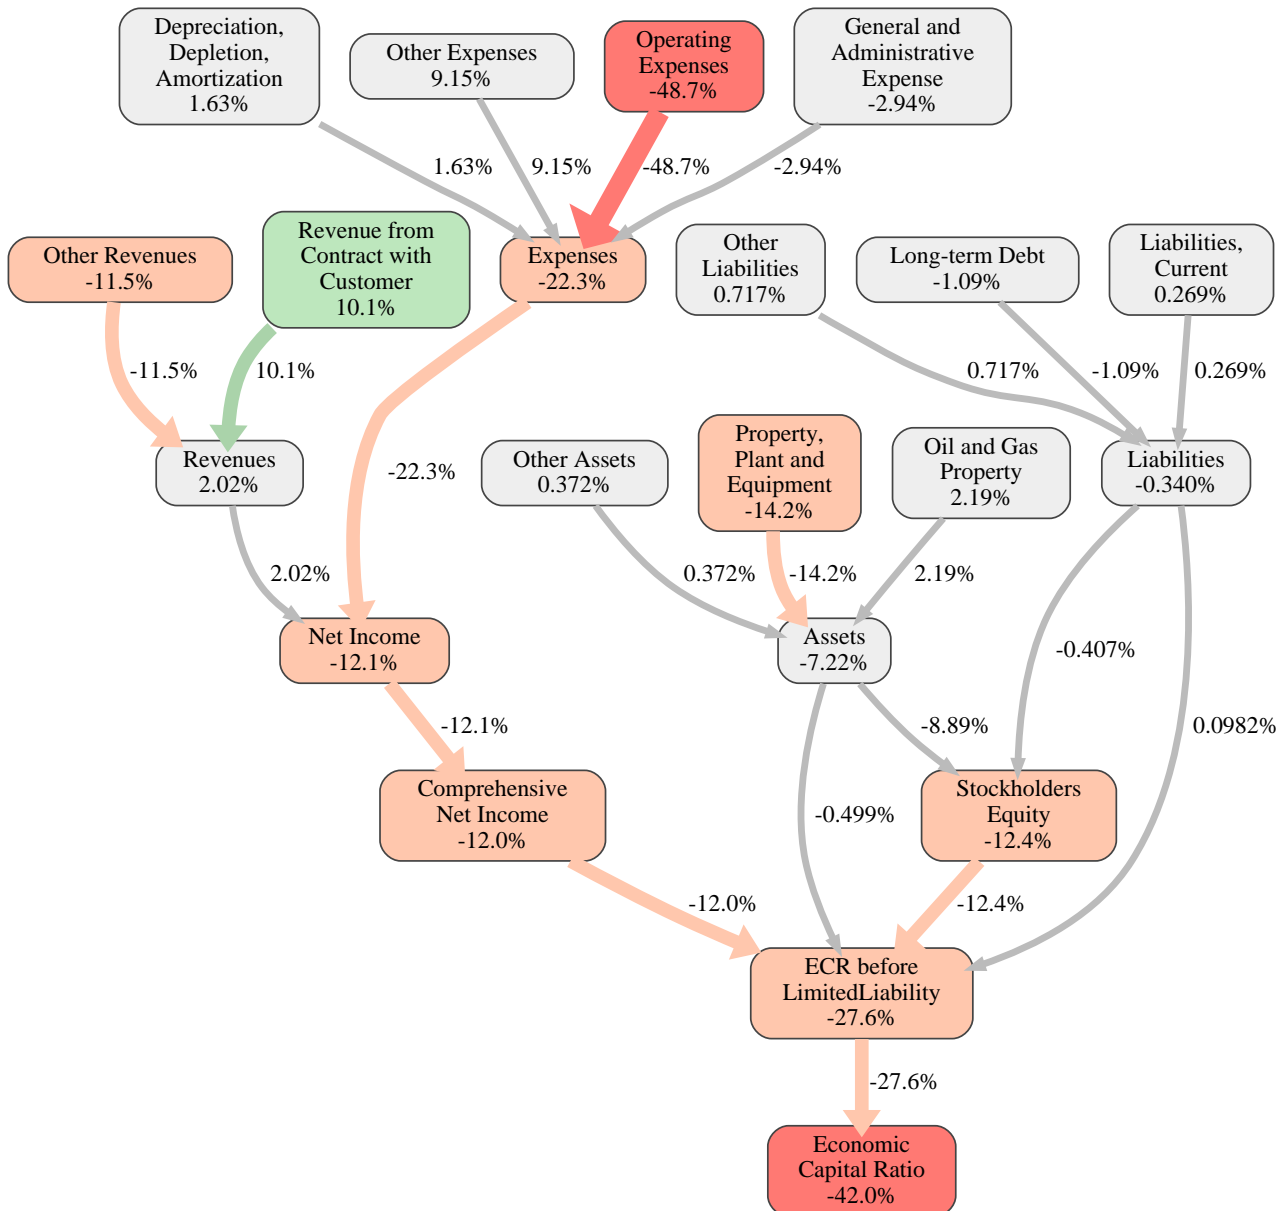 Depreciation,
Depletion,
Amortization
1.63%
Other Expenses
9.15%
Operating
Expenses
-48.7%
General and
Administrative
Expense
-2.94%
1.63%
9.15%
-48.7%
-2.94%
Other Revenues
-11.5%
Revenue from
Contract with
Customer
10.1%
Expenses
-22.3%
Other
Liabilities
0.717%
Long-term Debt
-1.09%
Liabilities,
Current
0.269%
-11.5%
10.1%
0.717%
-1.09%
0.269%
Revenues
2.02%
-22.3%
Other Assets
0.372%
Property,
Plant and
Equipment
-14.2%
Oil and Gas
Property
2.19%
Liabilities
-0.340%
2.02%
0.372%
-14.2%
2.19%
Net Income
-12.1%
Assets
-7.22%
-0.407%
-12.1%
-8.89%
0.0982%
Comprehensive
Net Income
-12.0%
-0.499%
Stockholders
Equity
-12.4%
-12.0%
-12.4%
ECR before
LimitedLiability
-27.6%
-27.6%
Economic
Capital Ratio
-42.0%